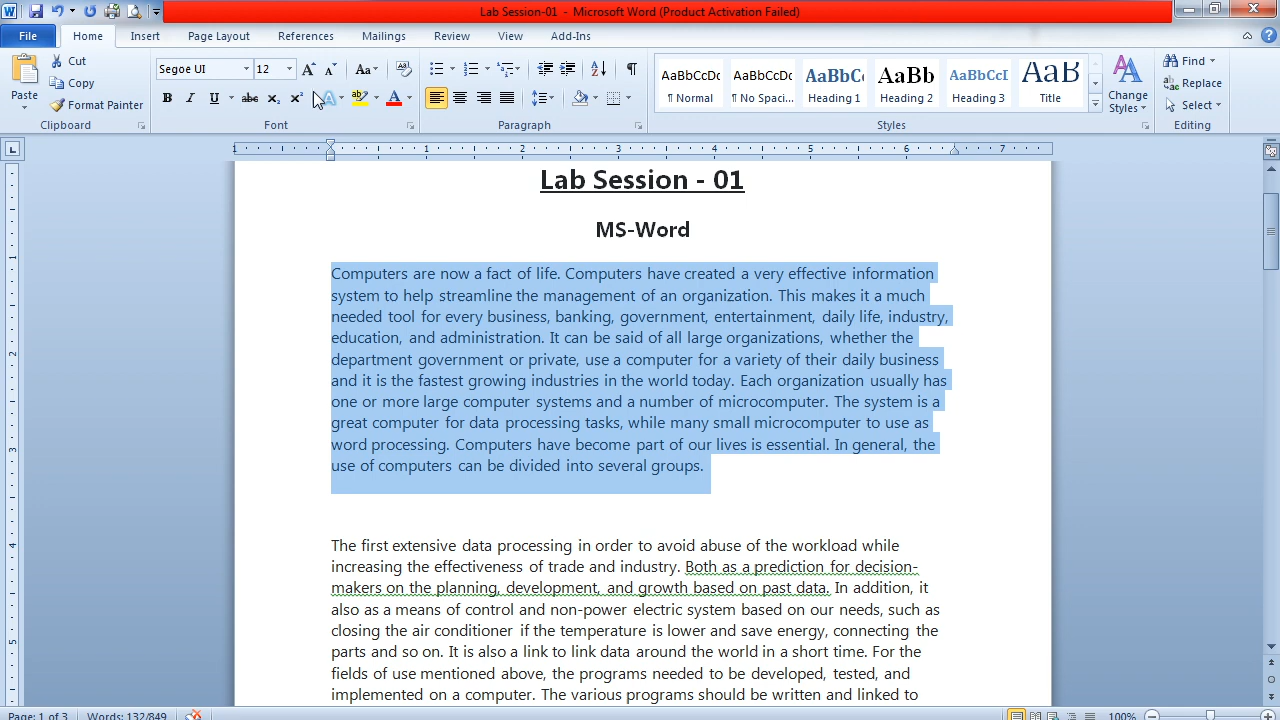 Lab Session-01 - Microsoft Word (Product Activation Failed)
File Home Insert Page Layout References Mailings Review View Add-Ins
Paste
Cut
Copy
Format Painter
Clipboard
Segoe UI 12
Font
Paragraph
AaBbCcDc AaBbCcDc AaBbCc AaBb AaBbCcI AaB
¶ Normal ¶ No Spaci... Heading 1 Heading 2 Heading 3 Title
Styles
Change
Styles
Find
Replace
Select
Editing
1 1 2 3 4 5 6 7
Lab Session - 01
MS-Word
Computers are now a fact of life. Computers have created a very effective information
system to help streamline the management of an organization. This makes it a much
needed tool for every business, banking, government, entertainment, daily life, industry,
education, and administration. It can be said of all large organizations, whether the
department government or private, use a computer for a variety of their daily business
and it is the fastest growing industries in the world today. Each organization usually has
one or more large computer systems and a number of microcomputer. The system is a
great computer for data processing tasks, while many small microcomputer to use as
word processing. Computers have become part of our lives is essential. In general, the
use of computers can be divided into several groups.
The first extensive data processing in order to avoid abuse of the workload while
increasing the effectiveness of trade and industry. Both as a prediction for decision-
makers on the planning, development, and growth based on past data. In addition, it
also as a means of control and non-power electric system based on our needs, such as
closing the air conditioner if the temperature is lower and save energy, connecting the
parts and so on. It is also a link to link data around the world in a short time. For the
fields of use mentioned above, the programs needed to be developed, tested, and
implemented on a computer. The various programs should be written and linked to
1
2
3
4
5
Page: 1 of 3 Words: 132/849 100%